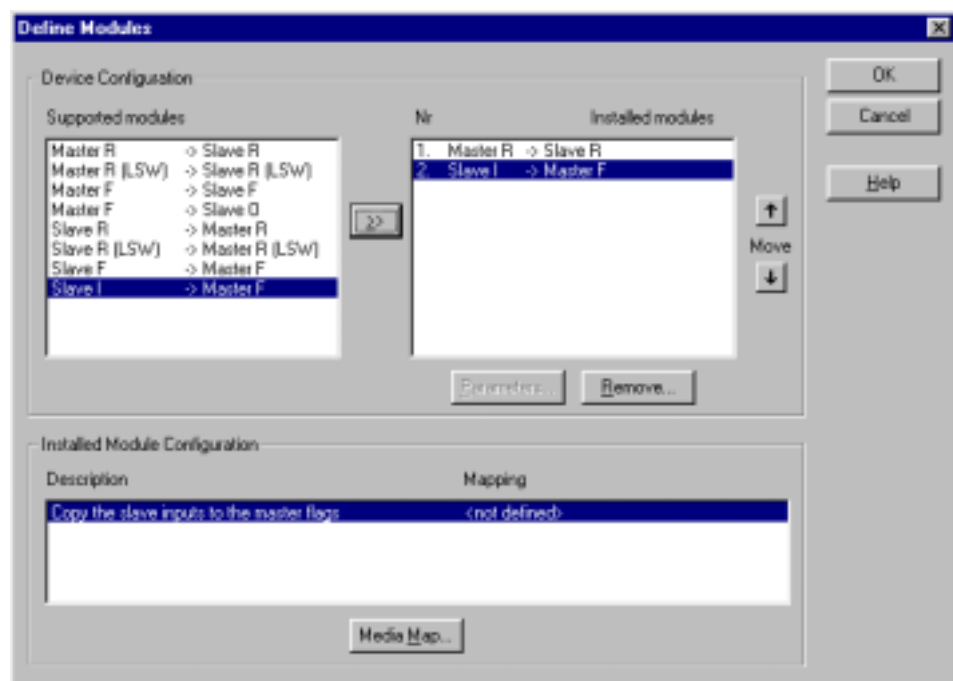 Define Modules
Device Configuration
OK
Supported modules
Nr Installed modules
Cancel
Master R -> Slave R
Master R (LSW) -> Slave R (LSW)
Master F -> Slave F
Master F -> Slave O
Slave R -> Master R
Slave R (LSW) -> Master R (LSW)
Slave F -> Master F
Slave I -> Master F
>>
1. Master R -> Slave R
2. Slave I -> Master F
Help
Move
Parameters...
Remove...
Installed Module Configuration
Description Mapping
Copy the slave inputs to the master flags <not defined>
Media Map...